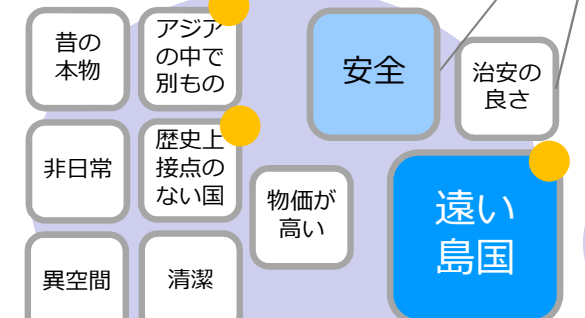 昔の
本物
アジア
の中で
別もの
安全
治安の
良さ
非日常
歴史上
接点の
ない国
物価が
高い
遠い
島国
異空間
清潔